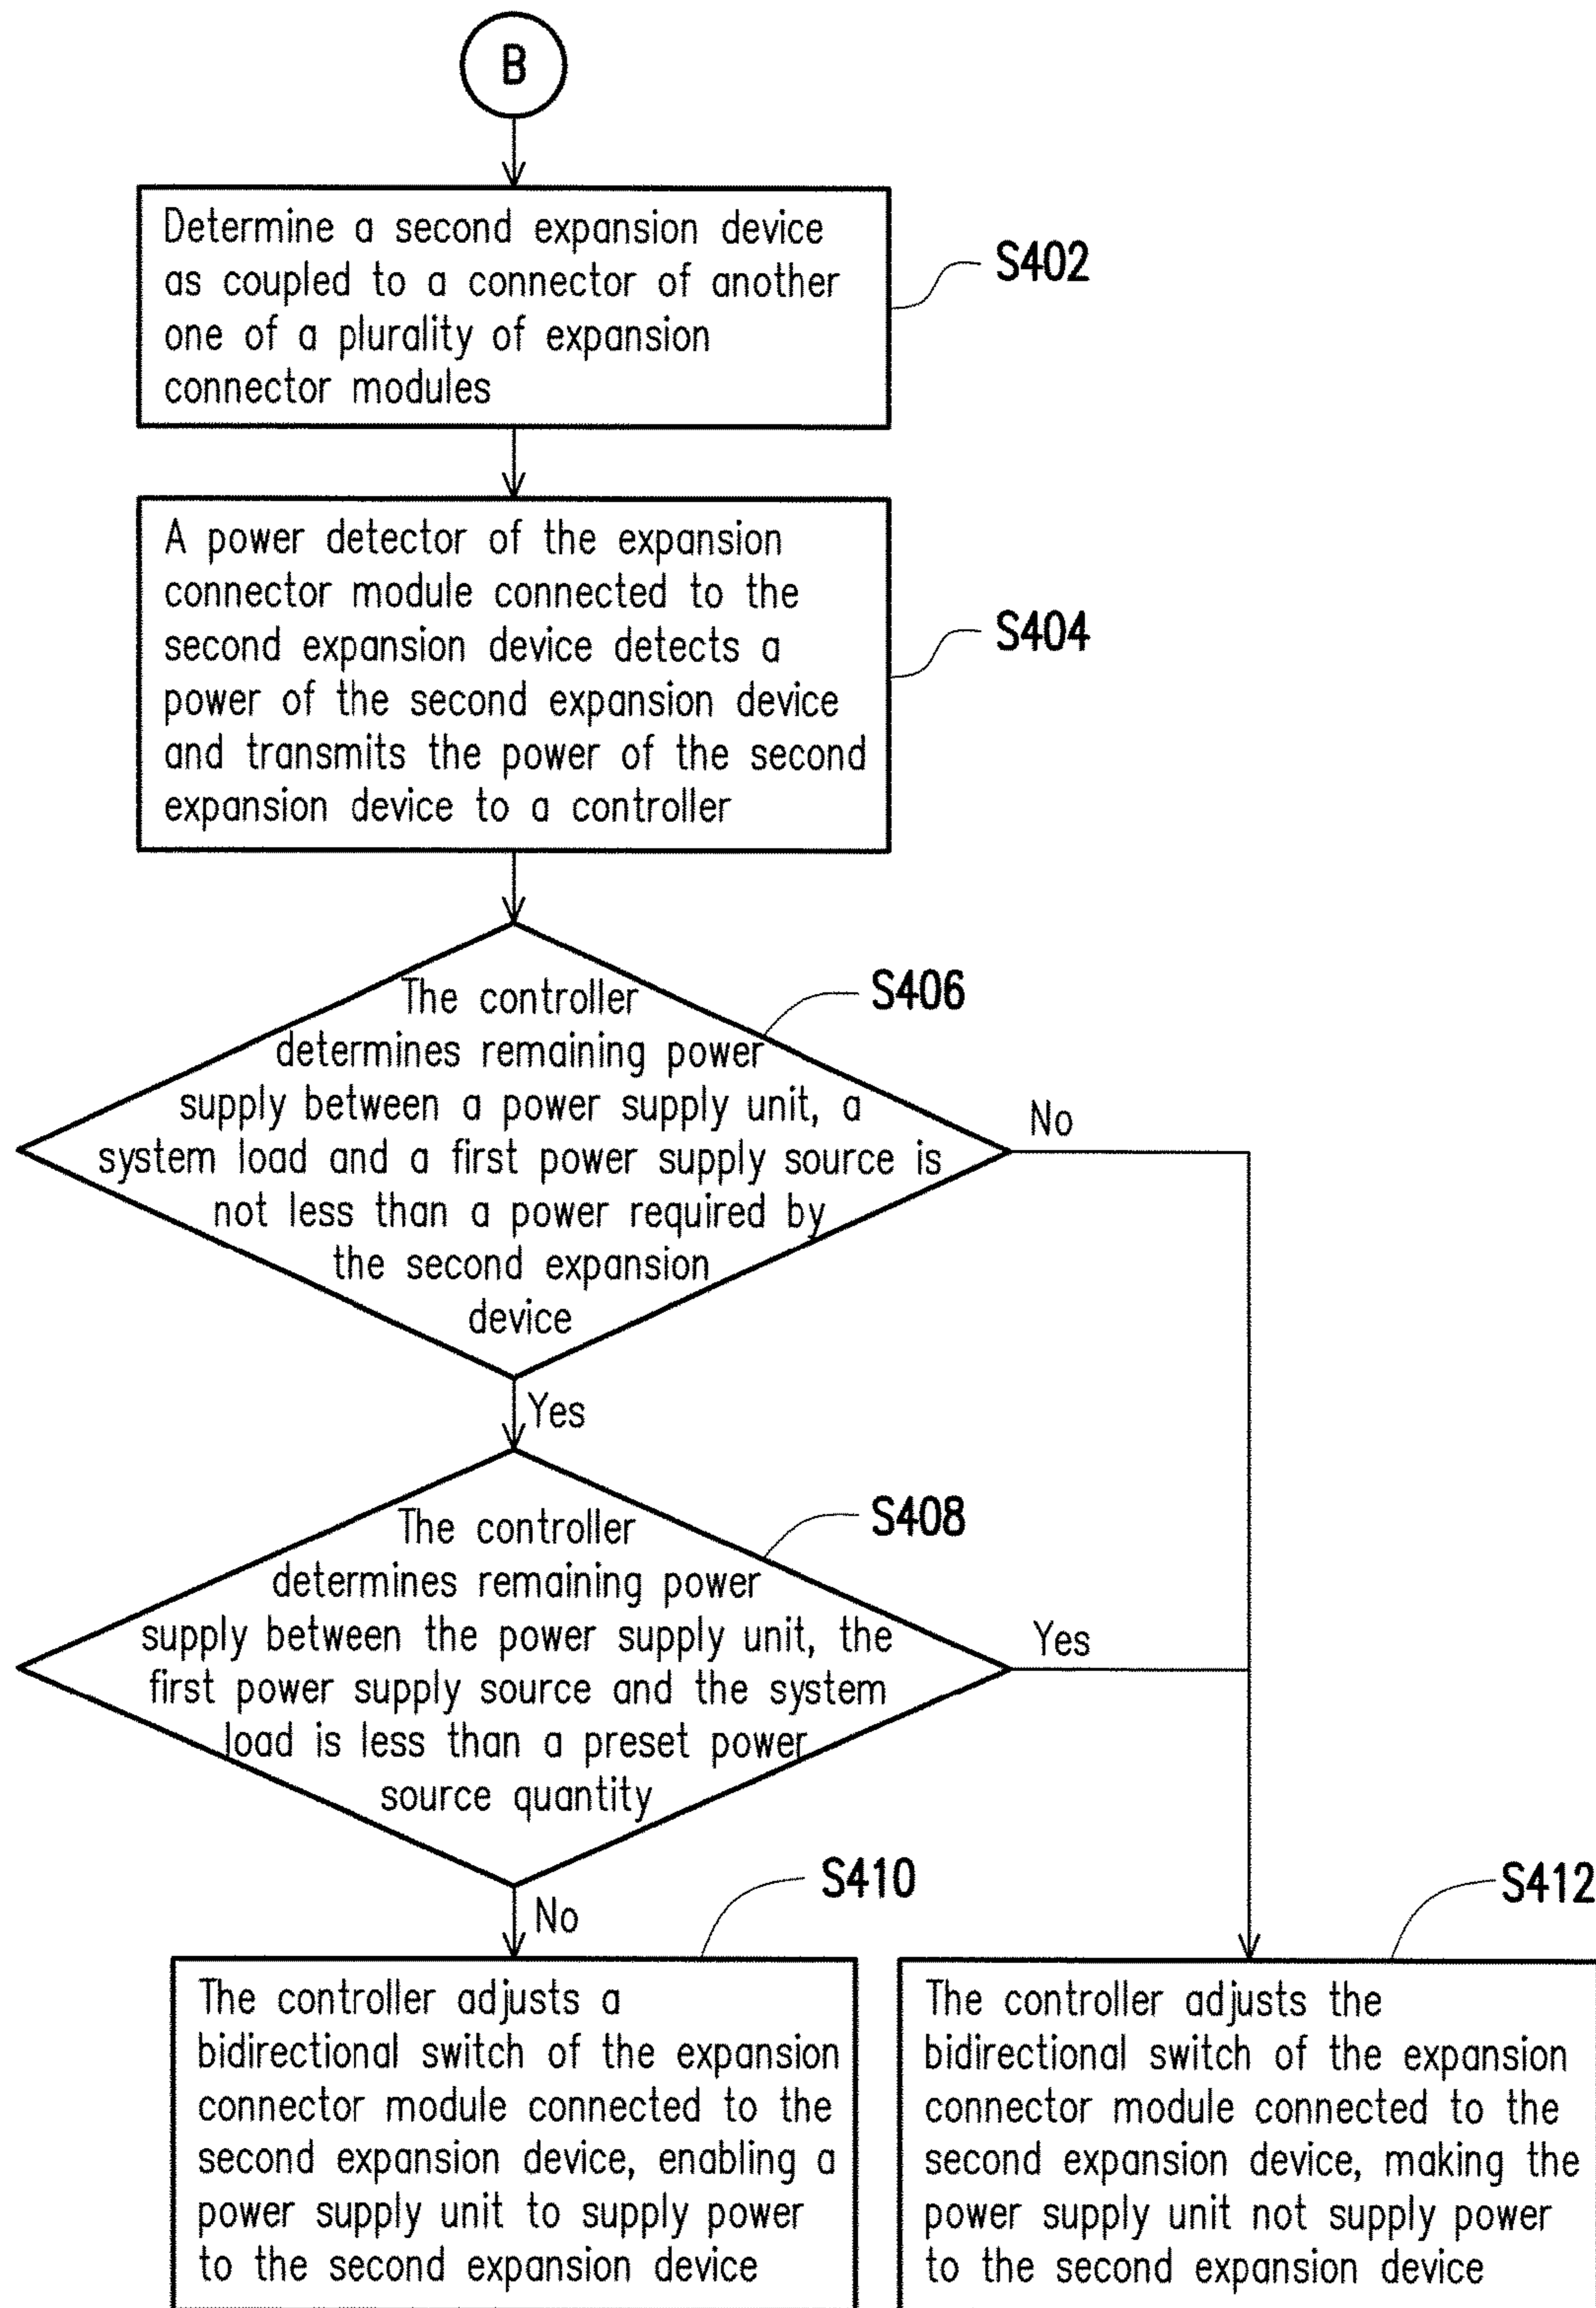 B
Determine a second expansion device
as coupled to a connector of another
one of a plurality of expansion
connector modules
S402
A power detector of the expansion
connector module connected to the
second expansion device detects a
power of the second expansion device
and transmits the power of the second
expansion device to a controller
S404
The controller
determines remaining power
supply between a power supply unit, a
system load and a first power supply source is
not less than a power required by
the second expansion
device
S406
No
Yes
The controller
determines remaining power
supply between the power supply unit, the
first power supply source and the system
load is less than a preset power
source quantity
S408
Yes
No
S410
The controller adjusts a
bidirectional switch of the expansion
connector module connected to the
second expansion device, enabling a
power supply unit to supply power
to the second expansion device
S412
The controller adjusts the
bidirectional switch of the expansion
connector module connected to the
second expansion device, making the
power supply unit not supply power
to the second expansion device